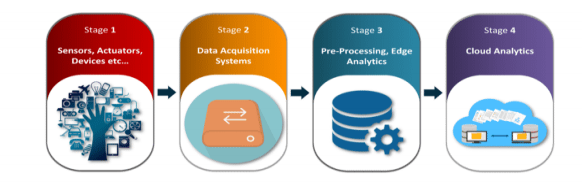 Stage 1
Sensors, Actuators,
Devices etc...
Stage 2
Data Acquisition
Systems
Stage 3
Pre-Processing, Edge
Analytics
Stage 4
Cloud Analytics